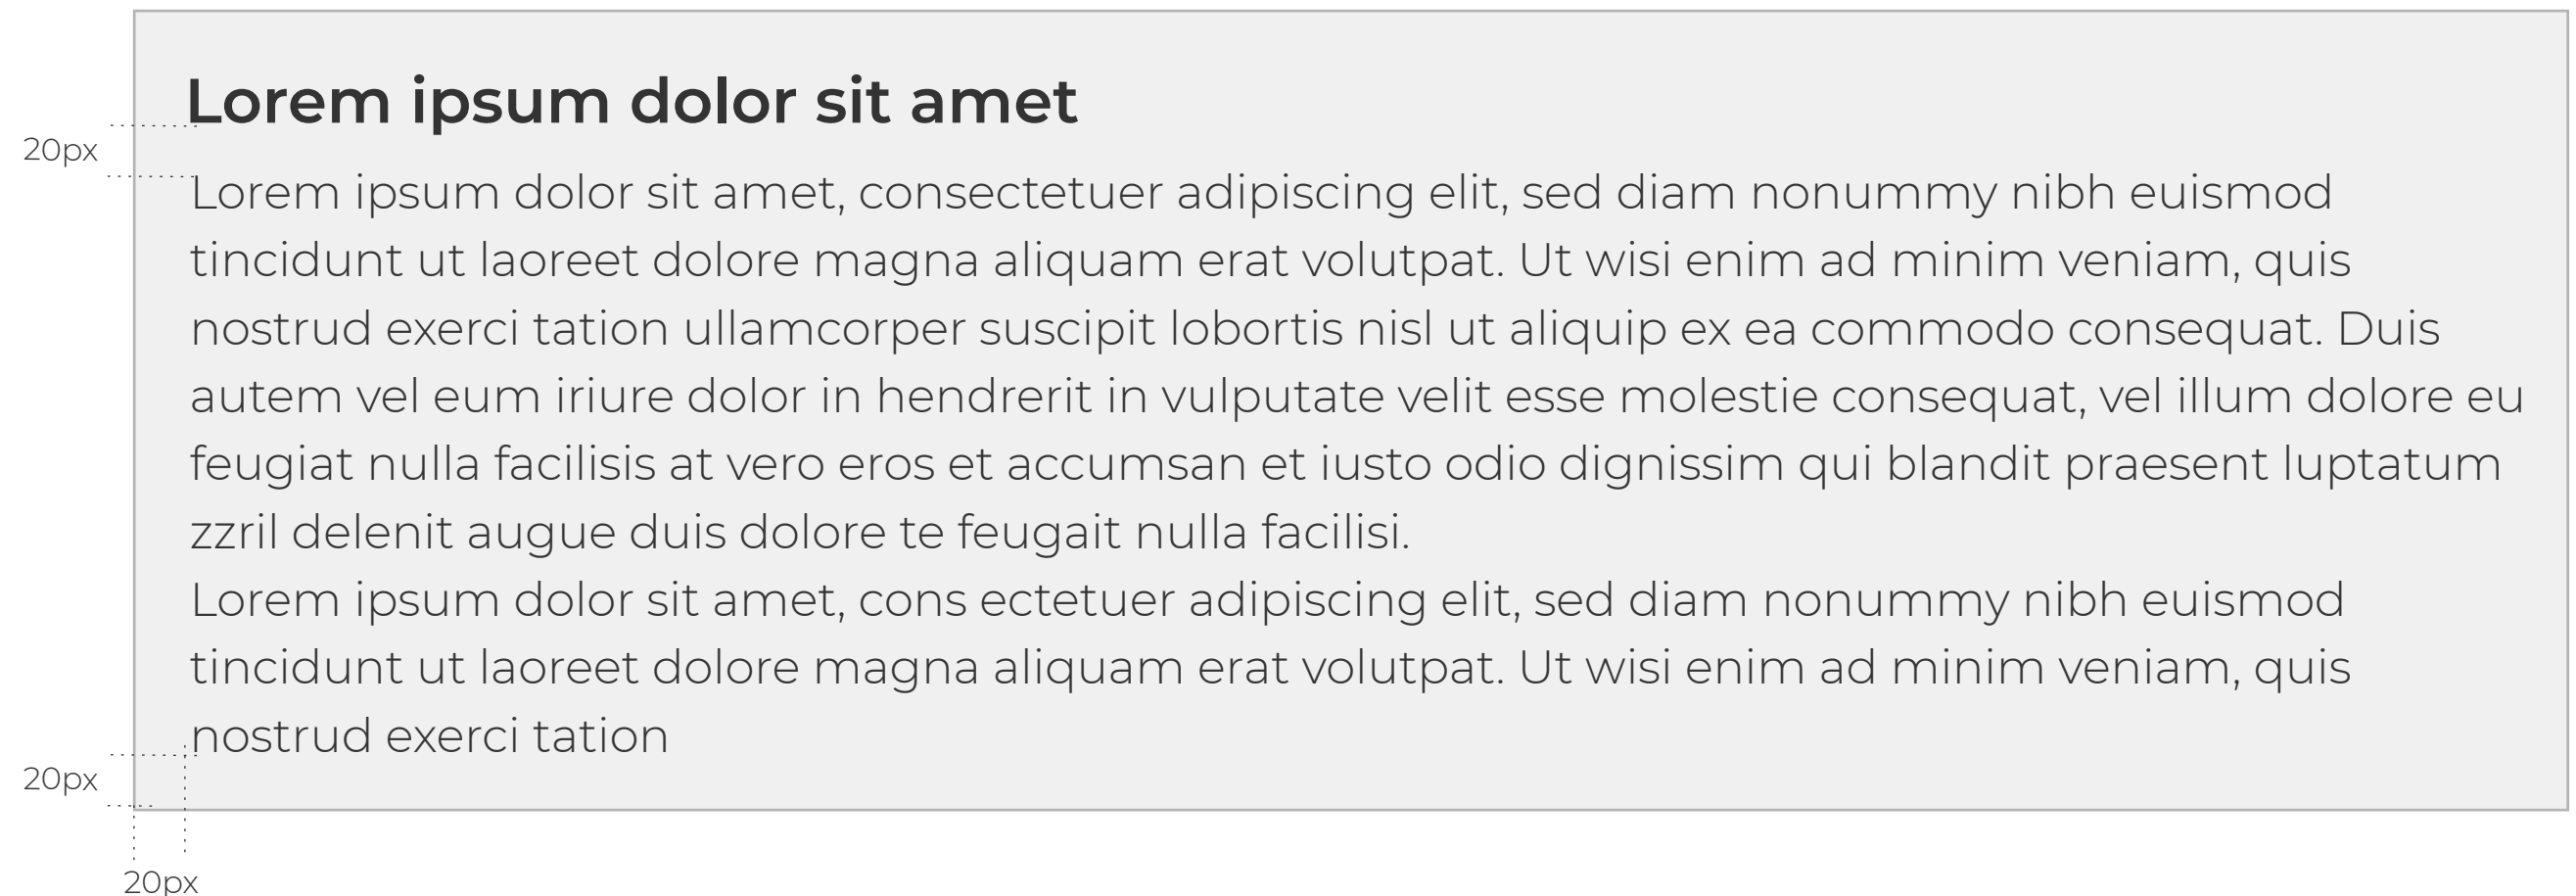 Lorem ipsum dolor sit amet
20px
Lorem ipsum dolor sit amet, consectetuer adipiscing elit, sed diam nonummy nibh euismod
tincidunt ut laoreet dolore magna aliquam erat volutpat. Ut wisi enim ad minim veniam, quis
nostrud exerci tation ullamcorper suscipit lobortis nisl ut aliquip ex ea commodo consequat. Duis
autem vel eum iriure dolor in hendrerit in vulputate velit esse molestie consequat, vel illum dolore eu
feugiat nulla facilisis at vero eros et accumsan et iusto odio dignissim qui blandit praesent luptatum
zzril delenit augue duis dolore te feugait nulla facilisi.
Lorem ipsum dolor sit amet, cons ectetuer adipiscing elit, sed diam nonummy nibh euismod
tincidunt ut laoreet dolore magna aliquam erat volutpat. Ut wisi enim ad minim veniam, quis
nostrud exerci tation
20px
20px